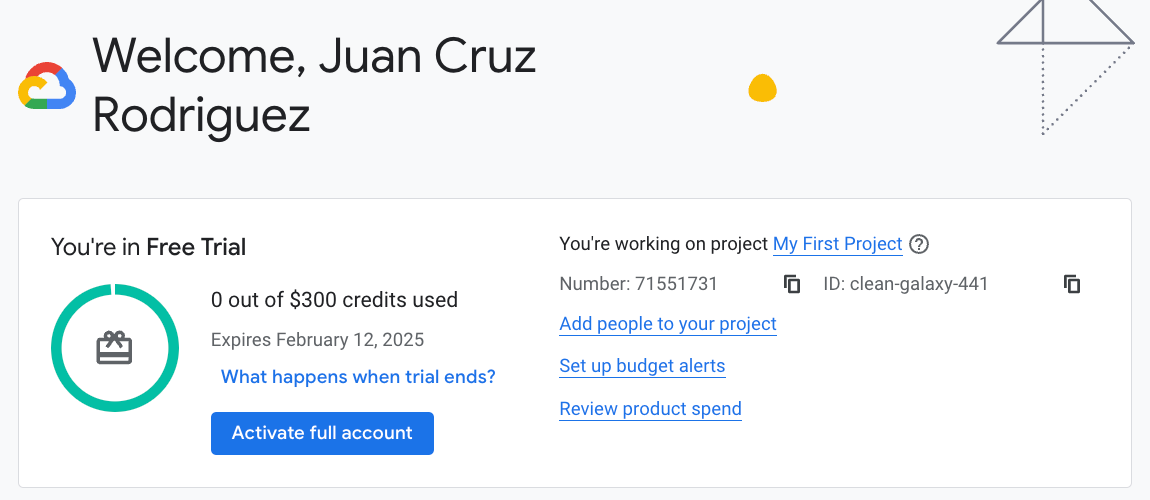 Welcome, Juan Cruz
Rodriguez
You're in Free Trial
0 out of $300 credits used
Expires February 12, 2025
What happens when trial ends?
Activate full account
You're working on project My First Project
Number: 71551731
ID: clean-galaxy-441
Add people to your project
Set up budget alerts
Review product spend